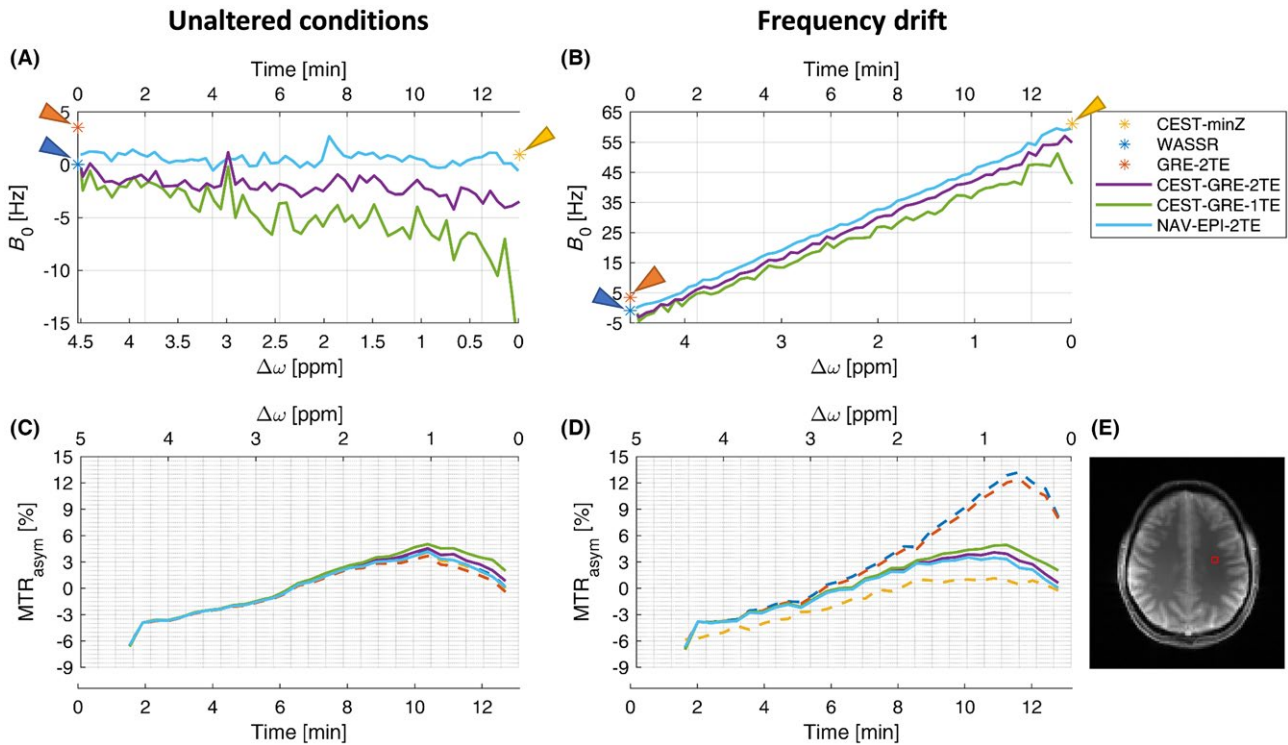 Unaltered conditions
Frequency drift
(A)
Time [min]
0 2 4 6 8 10 12
5
0
-5
-10
-15
B0 [Hz]
4.5 4 3.5 3 2.5 2 1.5 1 0.5 0
Δω [ppm]
(B)
Time [min]
0 2 4 6 8 10 12
65
55
45
35
25
15
5
-5
B0 [Hz]
4 3 2 1 0
Δω [ppm]
CEST-minZ
WASSR
GRE-2TE
CEST-GRE-2TE
CEST-GRE-1TE
NAV-EPI-2TE
(C)
Δω [ppm]
5 4 3 2 1 0
15
12
9
6
3
0
-3
-6
-9
MTRasym [%]
0 2 4 6 8 10 12
Time [min]
(D)
Δω [ppm]
5 4 3 2 1 0
15
12
9
6
3
0
-3
-6
-9
MTRasym [%]
0 2 4 6 8 10 12
Time [min]
(E)